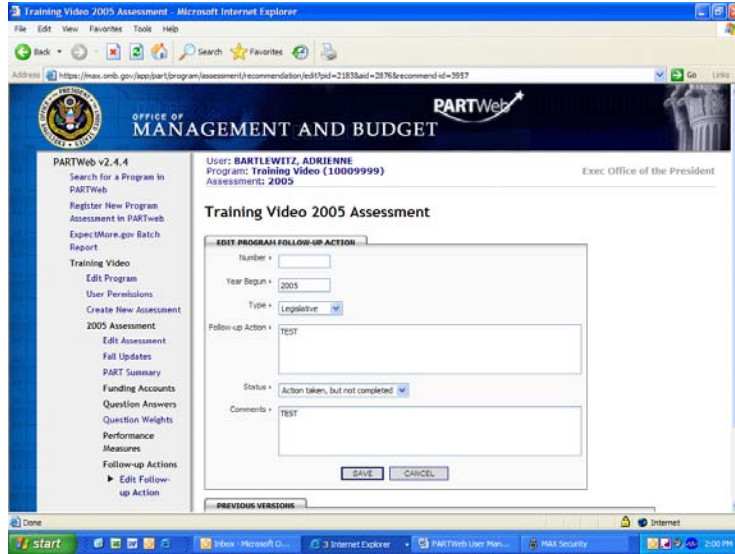 Training Video 2005 Assessment - Microsoft Internet Explorer
File Edit View Favorites Tools Help
Back Search Favorites
Address https://max.omb.gov/app/part/program/assessment/recommendation/edit?pid=2183&aid=2876&recommend-id=3957 Go Links
OFFICE OF
MANAGEMENT AND BUDGET
PARTWeb
PARTWeb v2.4.4
Search for a Program in
PARTWeb
Register New Program
Assessment in PARTweb
ExpectMore.gov Batch
Report
Training Video
Edit Program
User Permissions
Create New Assessment
2005 Assessment
Edit Assessment
Fall Updates
PART Summary
Funding Accounts
Question Answers
Question Weights
Performance
Measures
Follow-up Actions
Edit Follow-
up Action
User: BARTLEWITZ, ADRIENNE
Program: Training Video (10009999)
Assessment: 2005
Exec Office of the President
Training Video 2005 Assessment
EDIT PROGRAM FOLLOW-UP ACTION
Number
Year Begun 2005
Type Legislative
Follow-up Action TEST
Status Action taken, but not completed
Comments TEST
SAVE CANCEL
PREVIOUS VERSIONS
Done Internet
start Inbox - Microsoft O... 3 Internet Explorer PARTWeb User Man... MAX Security 2:00 PM